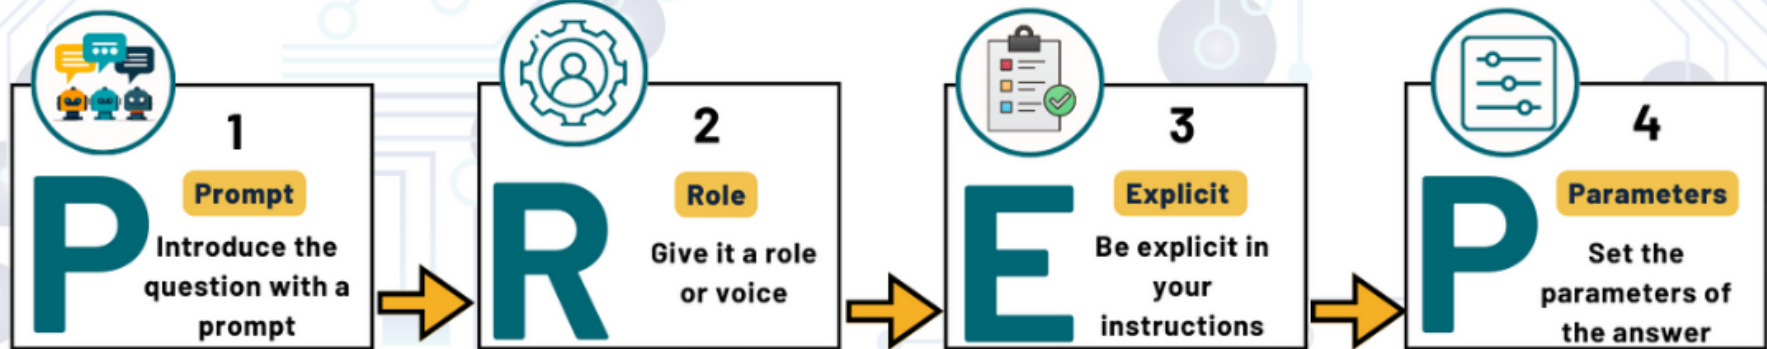 1
P
Prompt
Introduce the
question with a
prompt
2
R
Role
Give it a role
or voice
3
E
Explicit
Be explicit in
your
instructions
4
P
Parameters
Set the
parameters of
the answer